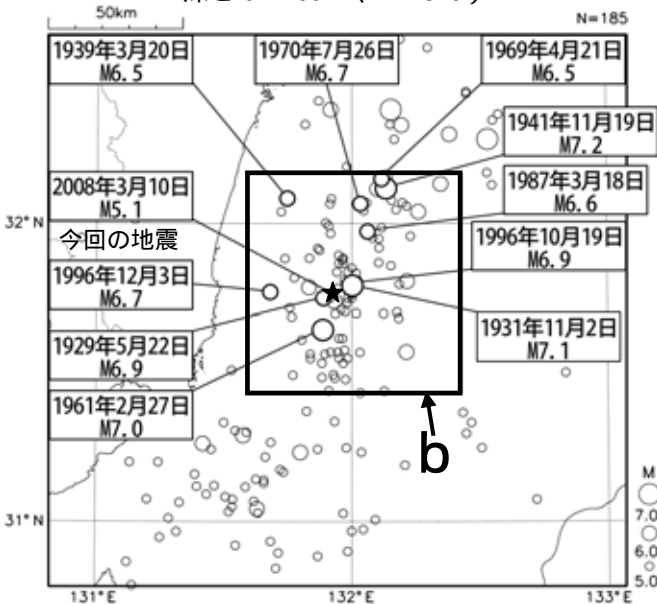 50km
N=185
1939年3月20日
M6.5
1970年7月26日
M6.7
1969年4月21日
M6.5
1941年11月19日
M7.2
2008年3月10日
M5.1
今回の地震
1987年3月18日
M6.6
32°N
1996年10月19日
M6.9
1996年12月3日
M6.7
1931年11月2日
M7.1
1929年5月22日
M6.9
1961年2月27日
M7.0
b
M
7.0
6.0
5.0
31°N
131°E
132°E
133°E